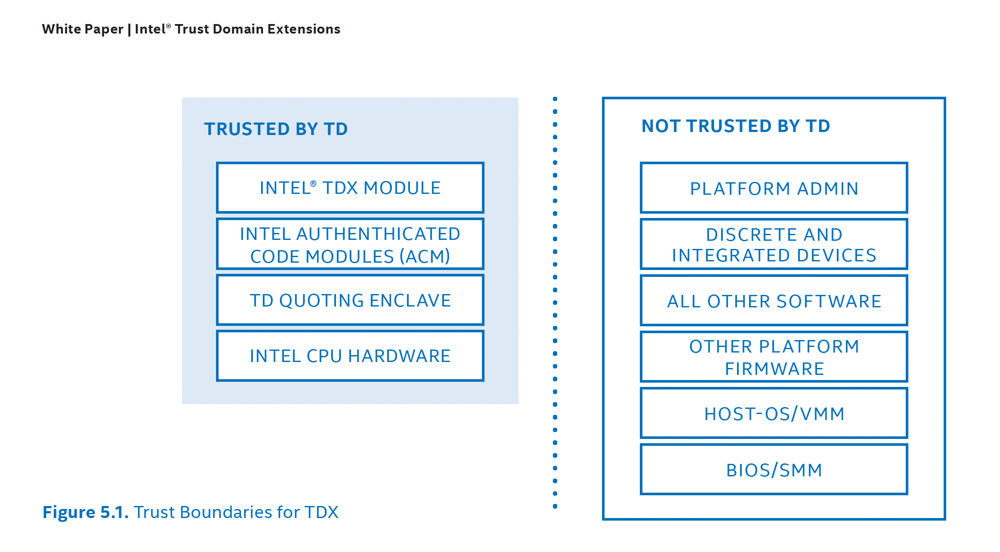 White Paper | Intel® Trust Domain Extensions
TRUSTED BY TD
INTEL® TDX MODULE
INTEL AUTHENTHICATED
CODE MODULES (ACM)
TD QUOTING ENCLAVE
INTEL CPU HARDWARE
NOT TRUSTED BY TD
PLATFORM ADMIN
DISCRETE AND
INTEGRATED DEVICES
ALL OTHER SOFTWARE
OTHER PLATFORM
FIRMWARE
HOST-OS/VMM
BIOS/SMM
Figure 5.1. Trust Boundaries for TDX